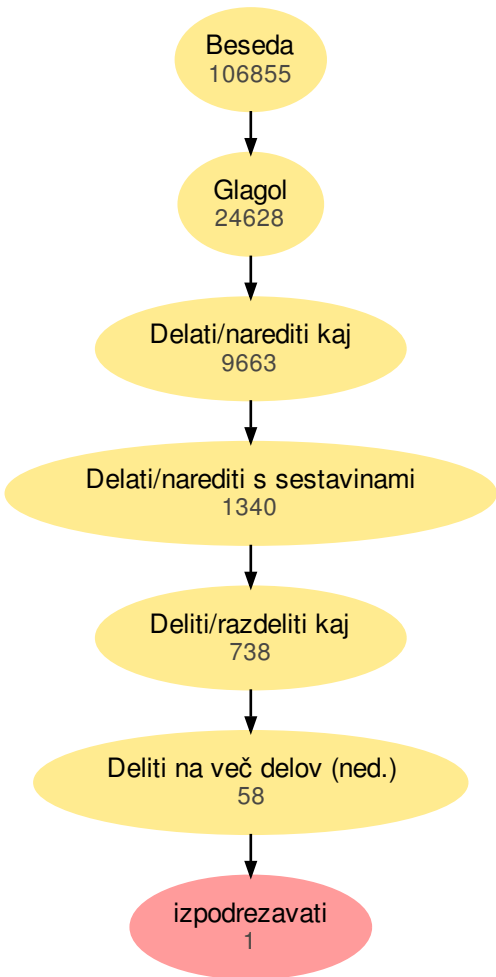 Beseda
106855
Glagol
24628
Delati/narediti kaj
9663
Delati/narediti s sestavinami
1340
Deliti/razdeliti kaj
738
Deliti na več delov (ned.)
58
izpodrezavati
1